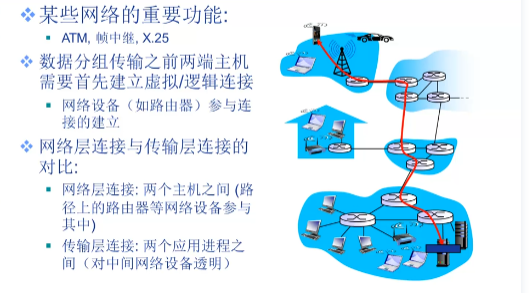 某些网络的重要功能:
ATM, 帧中继, X.25
数据分组传输之前两端主机
需要首先建立虚拟/逻辑连接
网络设备（如路由器）参与连
接的建立
网络层连接与传输层连接的
对比:
网络层连接: 两个主机之间 (路
径上的路由器等网络设备参与
其中)
传输层连接: 两个应用进程之
间（对中间网络设备透明）